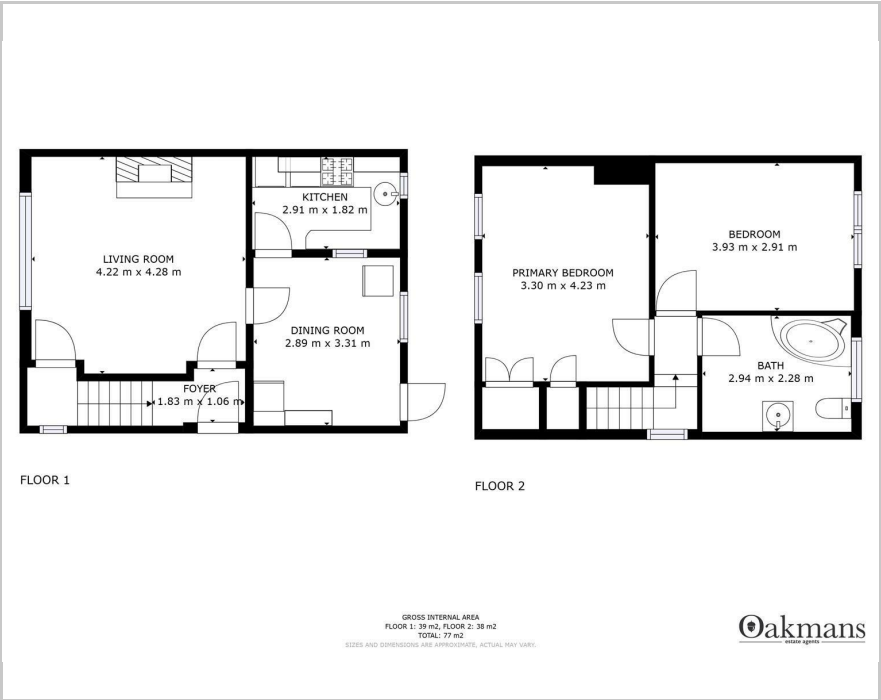 LIVING ROOM
4.22 m x 4.28 m
KITCHEN
2.91 m x 1.82 m
DINING ROOM
2.89 m x 3.31 m
FOYER
1.83 m x 1.06 m
FLOOR 1
PRIMARY BEDROOM
3.30 m x 4.23 m
BEDROOM
3.93 m x 2.91 m
BATH
2.94 m x 2.28 m
FLOOR 2
GROSS INTERNAL AREA
FLOOR 1: 39 m2, FLOOR 2: 38 m2
TOTAL: 77 m2
SIZES AND DIMENSIONS ARE APPROXIMATE, ACTUAL MAY VARY.
Oakmans
estate agents